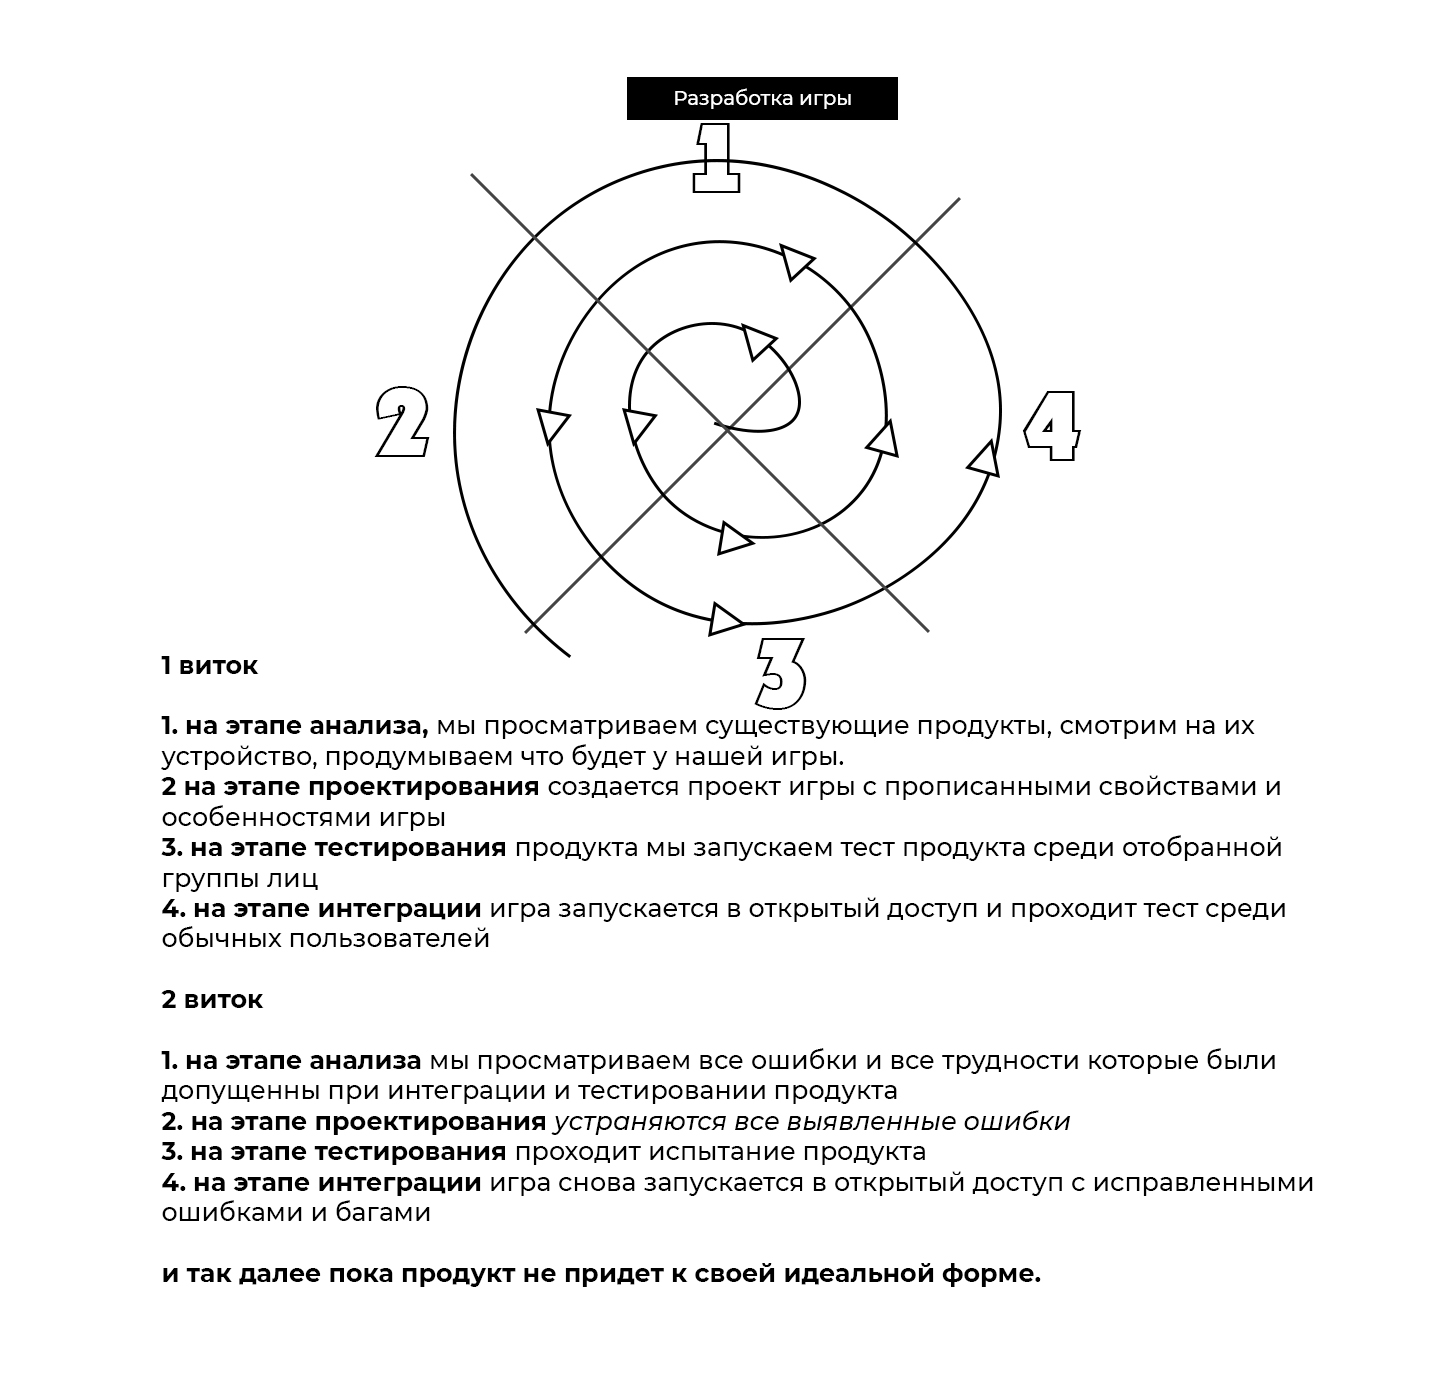 Разработка игры
1
2
4
3
1 виток
1. на этапе анализа, мы просматриваем существующие продукты, смотрим на их
устройство, продумываем что будет у нашей игры.
2 на этапе проектирования создается проект игры с прописанными свойствами и
особенностями игры
3. на этапе тестирования продукта мы запускаем тест продукта среди отобранной
группы лиц
4. на этапе интеграции игра запускается в открытый доступ и проходит тест среди
обычных пользователей
2 виток
1. на этапе анализа мы просматриваем все ошибки и все трудности которые были
допущенны при интеграции и тестировании продукта
2. на этапе проектирования устраняются все выявленные ошибки
3. на этапе тестирования проходит испытание продукта
4. на этапе интеграции игра снова запускается в открытый доступ с исправленными
ошибками и багами
и так далее пока продукт не придет к своей идеальной форме.